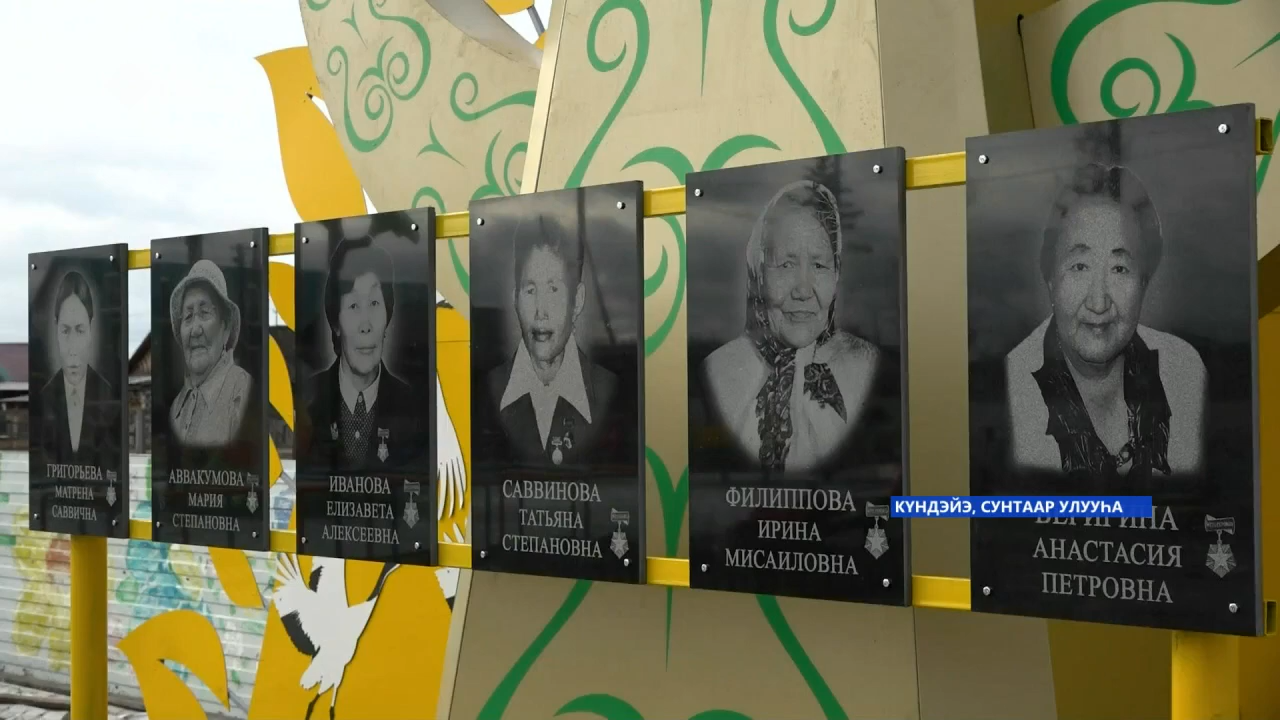 ГРИГОРЬЕВА
МАТРЕНА
САВВИЧНА
АВВАКУМОВА
МАРИЯ
СТЕПАНОВНА
ИВАНОВА
ЕЛИЗАВЕТА
АЛЕКСЕЕВНА
САВВИНОВА
ТАТЬЯНА
СТЕПАНОВНА
ФИЛИППОВА
ИРИНА
МИСАИЛОВНА
КҮНДЭЙЭ, СУНТААР УЛУУҺА
ВЕРИГИНА
АНАСТАСИЯ
ПЕТРОВНА